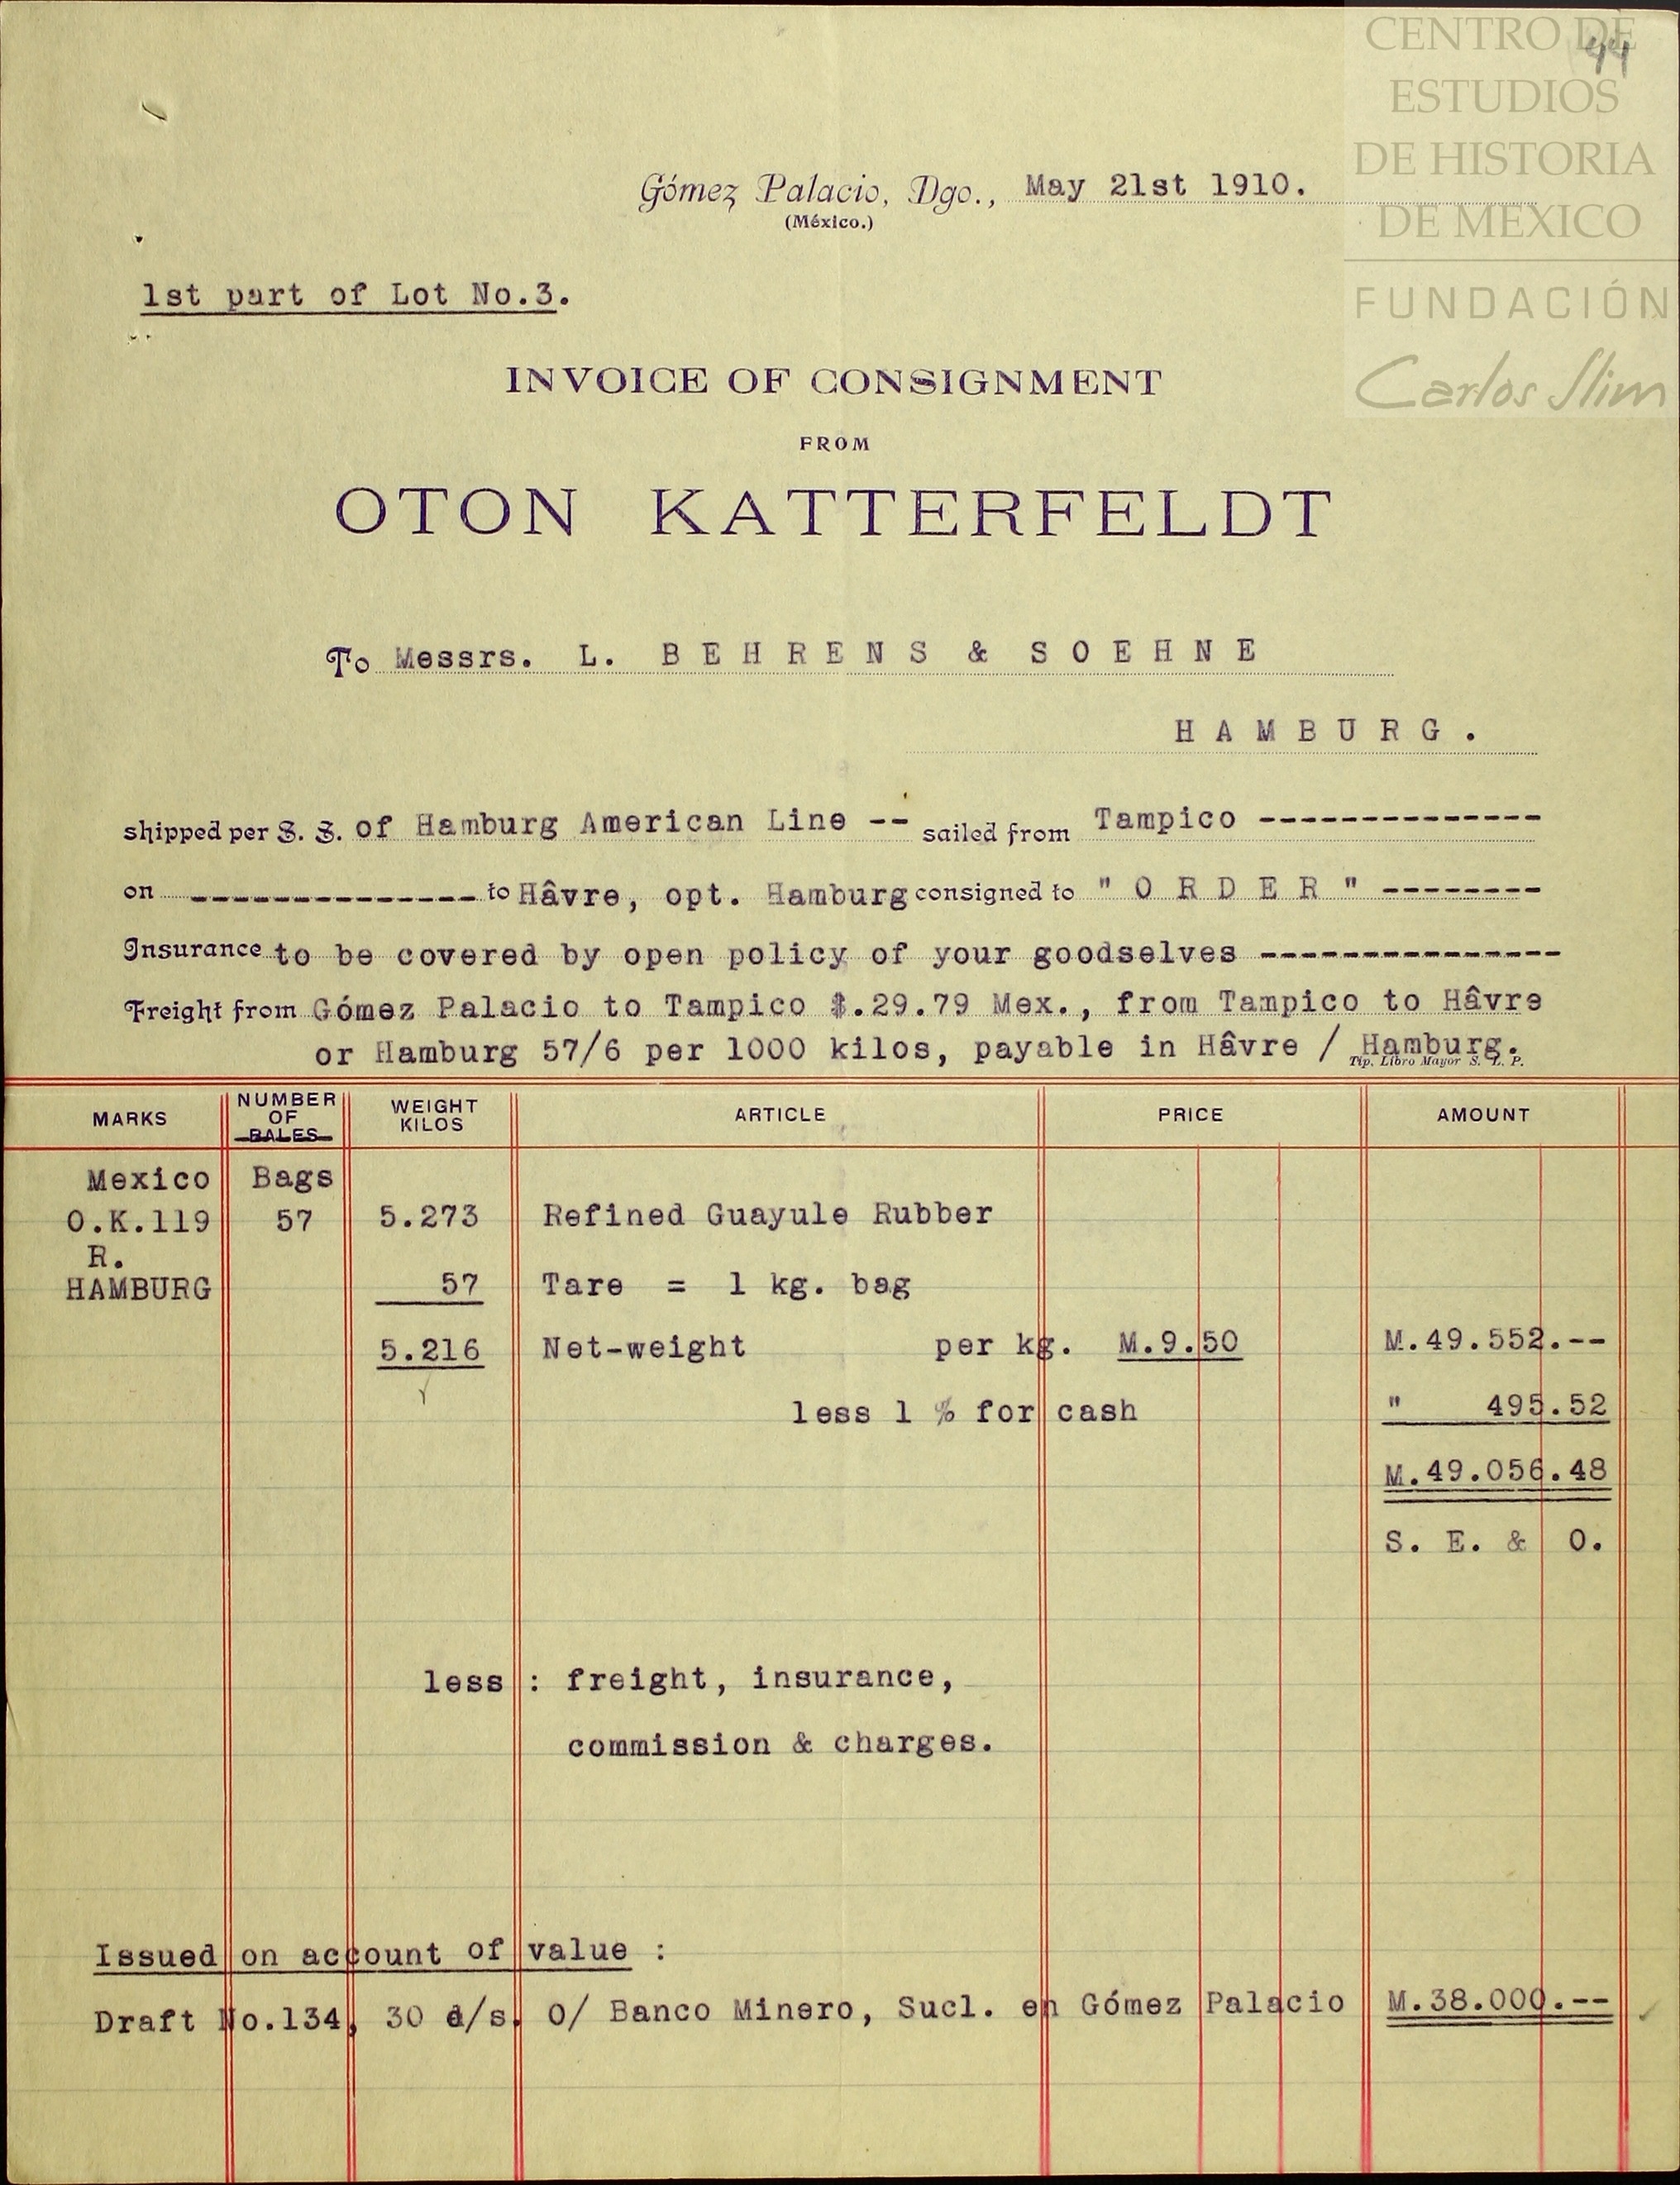 CENTRO DE
ESTUDIOS
DE HISTORIA
DE MEXICO
FUNDACIÓN
Carlos Slim
44
Gómez Palacio, Dgo., May 21st 1910.
(México.)
1st part of Lot No.3.
INVOICE OF CONSIGNMENT
FROM
OTON KATTERFELDT
To Messrs. L. BEHRENS & SOEHNE
HAMBURG.
shipped per S. S. of Hamburg American Line -- sailed from Tampico --------------
on -------------- to Hâvre, opt. Hamburg consigned to "ORDER" --------
Insurance to be covered by open policy of your goodselves ---------------
Freight from Gómez Palacio to Tampico $.29.79 Mex., from Tampico to Hâvre
or Hamburg 57/6 per 1000 kilos, payable in Hâvre / Hamburg.
Tip. Libro Mayor S. L. P.
MARKS NUMBER OF BALES WEIGHT KILOS ARTICLE PRICE AMOUNT
Mexico Bags
O.K.119 57 5.273 Refined Guayule Rubber
R.
HAMBURG 57 Tare = 1 kg. bag
5.216 Net-weight per kg. M.9.50 M.49.552.--
less 1 % for cash " 495.52
M.49.056.48
S. E. & O.
less : freight, insurance,
commission & charges.
Issued on account of value :
Draft No.134, 30 d/s. O/ Banco Minero, Sucl. en Gómez Palacio M.38.000.--